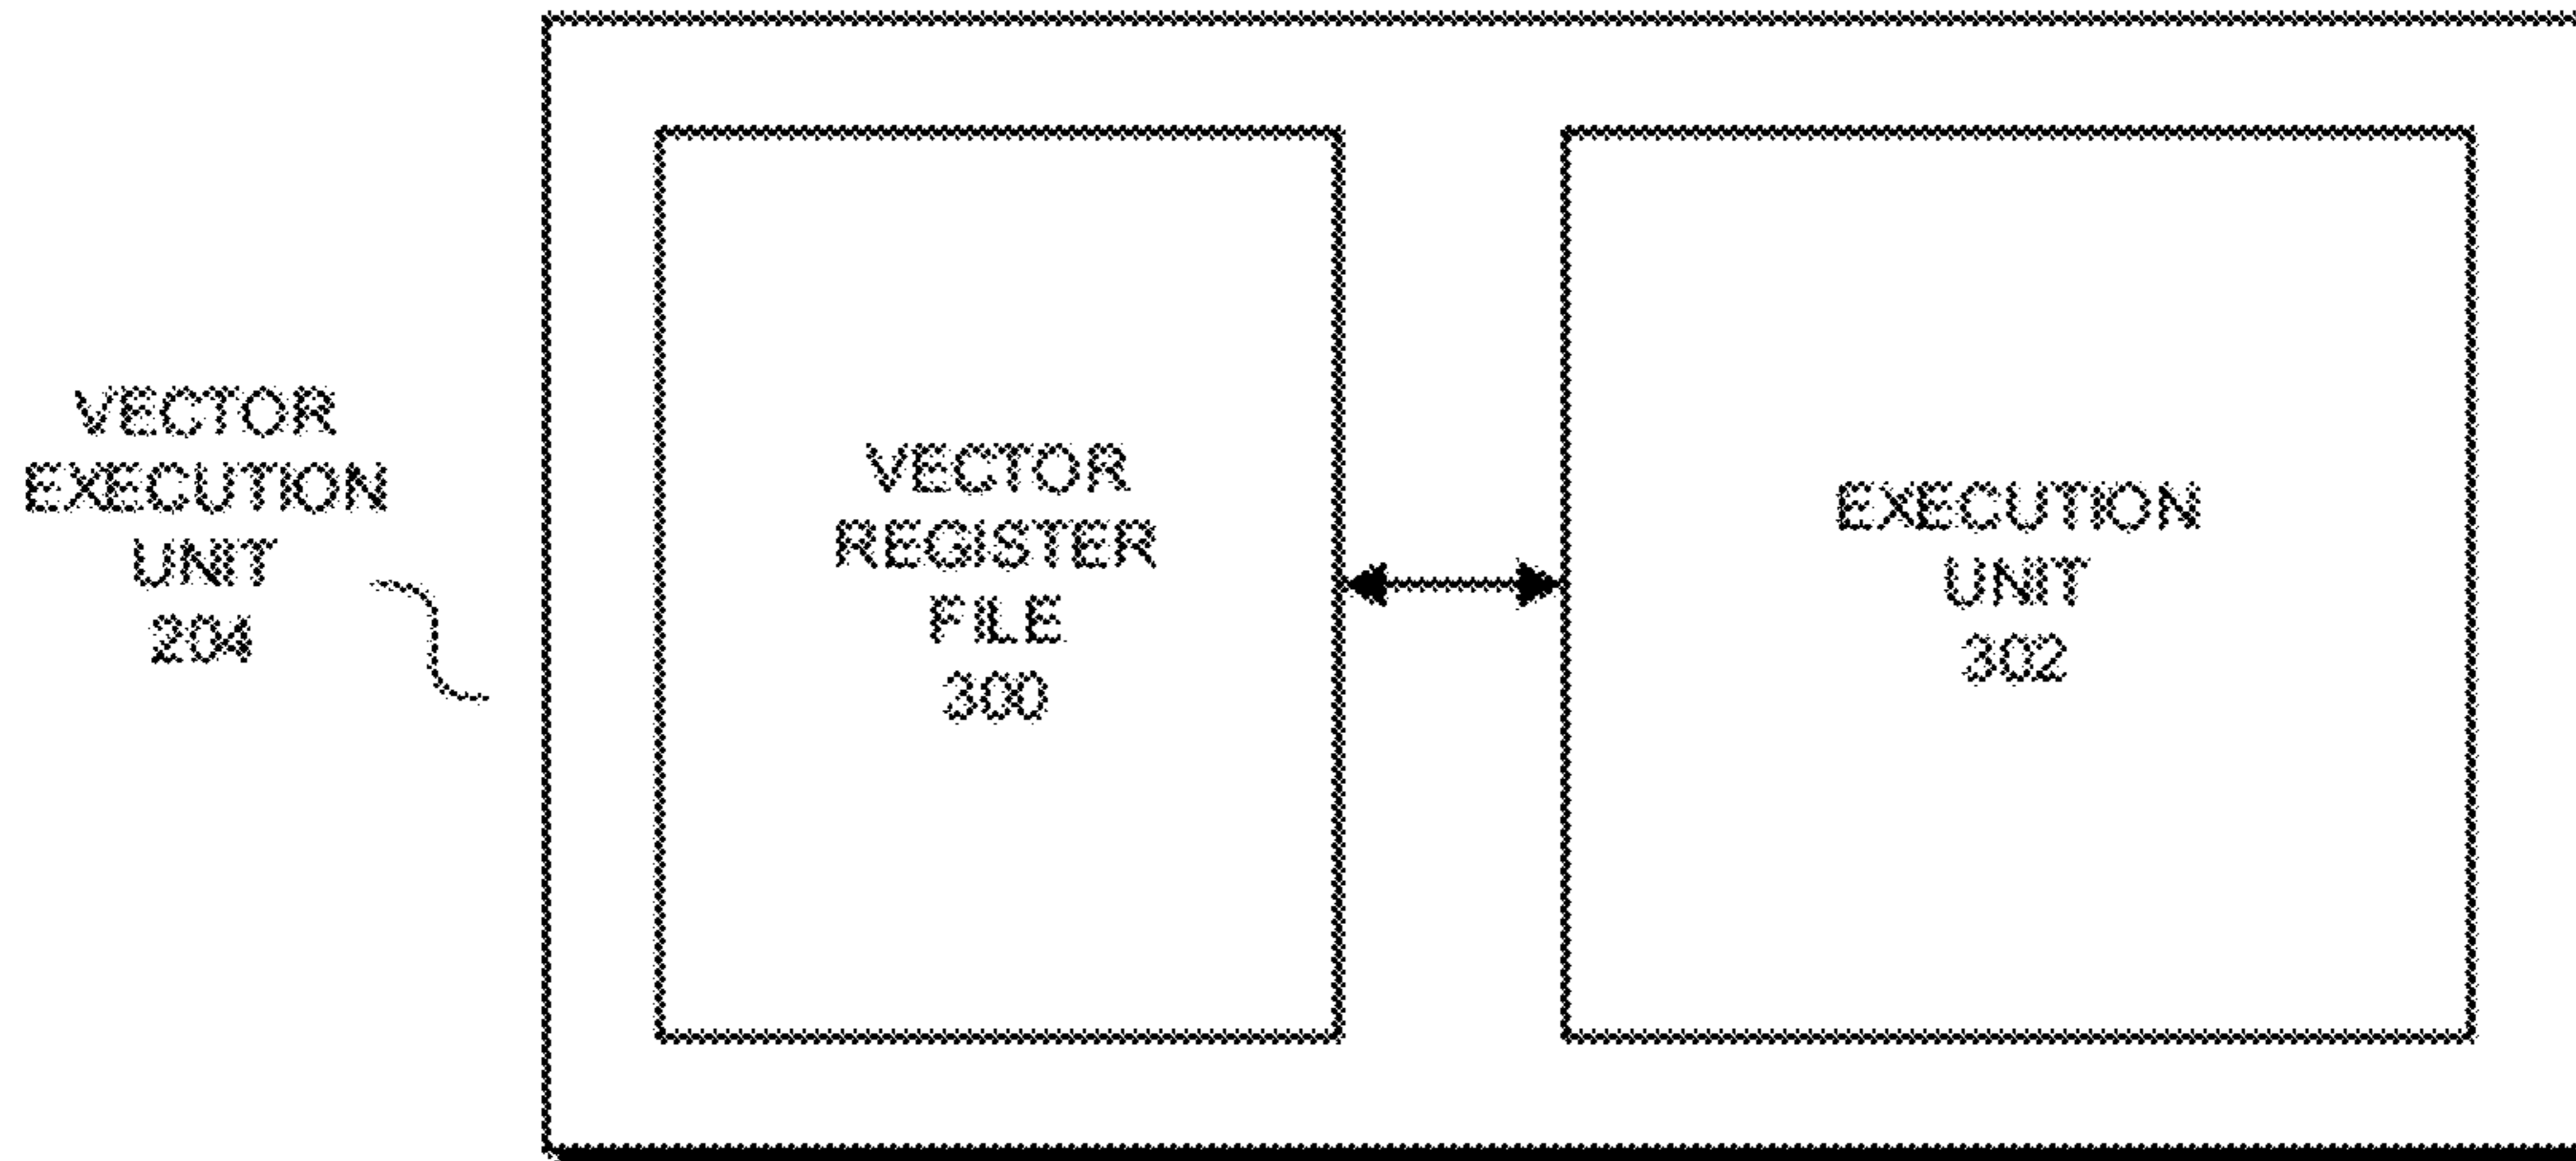 VECTOR
EXECUTION
UNIT
204
VECTOR
REGISTER
FILE
300
EXECUTION
UNIT
302